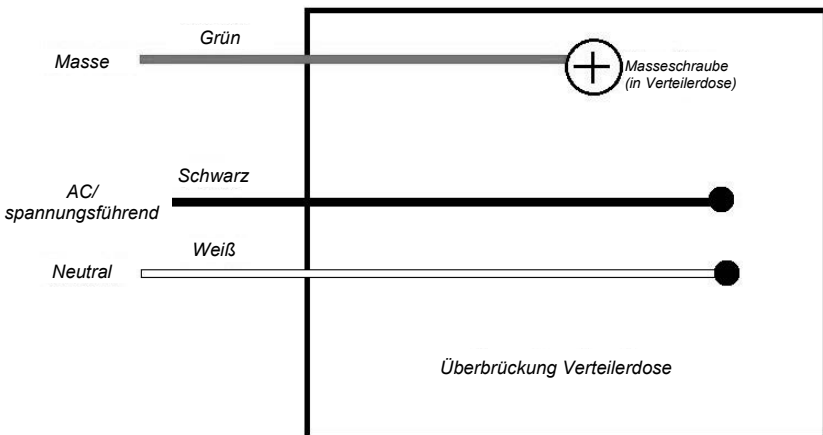 Grün
Masse
Masseschraube
(in Verteilerdose)
Schwarz
AC/
spannungsführend
Weiß
Neutral
Überbrückung Verteilerdose